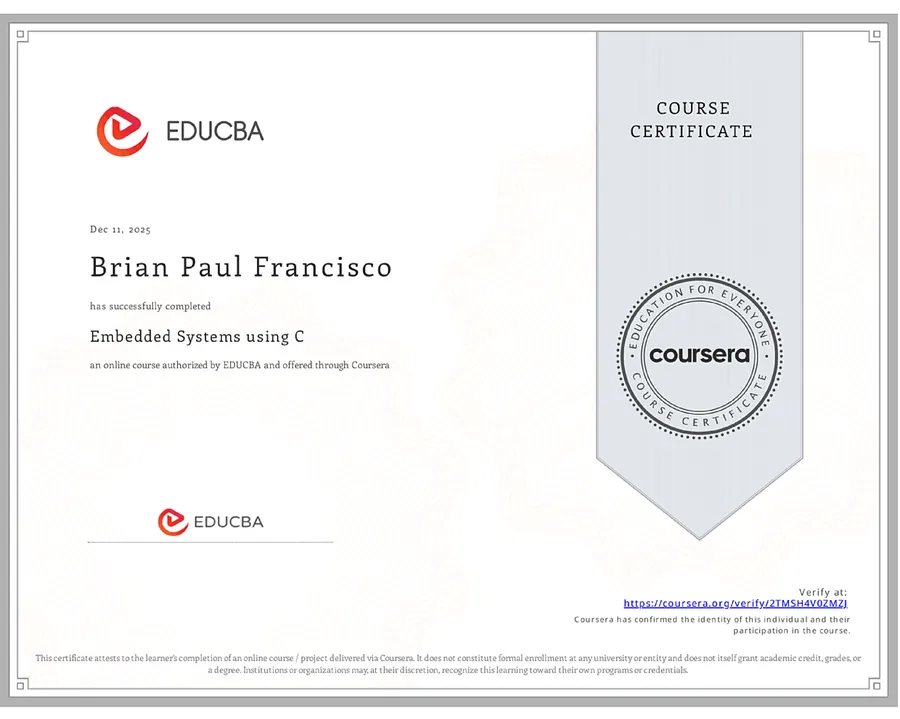 EDUCBA
COURSE
CERTIFICATE
Dec 11, 2025
Brian Paul Francisco
has successfully completed
Embedded Systems using C
an online course authorized by EDUCBA and offered through Coursera
EDUCATION FOR EVERYONE
coursera
COURSE CERTIFICATE
EDUCBA
Verify at:
https://coursera.org/verify/2TMSH4V0ZMZJ
Coursera has confirmed the identity of this individual and their
participation in the course.
This certificate attests to the learner's completion of an online course / project delivered via Coursera. It does not constitute formal enrollment at any university or entity and does not itself grant academic credit, grades, or
a degree. Institutions or organizations may, at their discretion, recognize this learning toward their own programs or credentials.